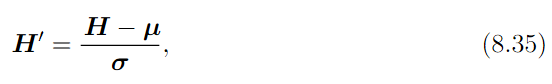 H′ = (H − μ) / σ, (8.35)